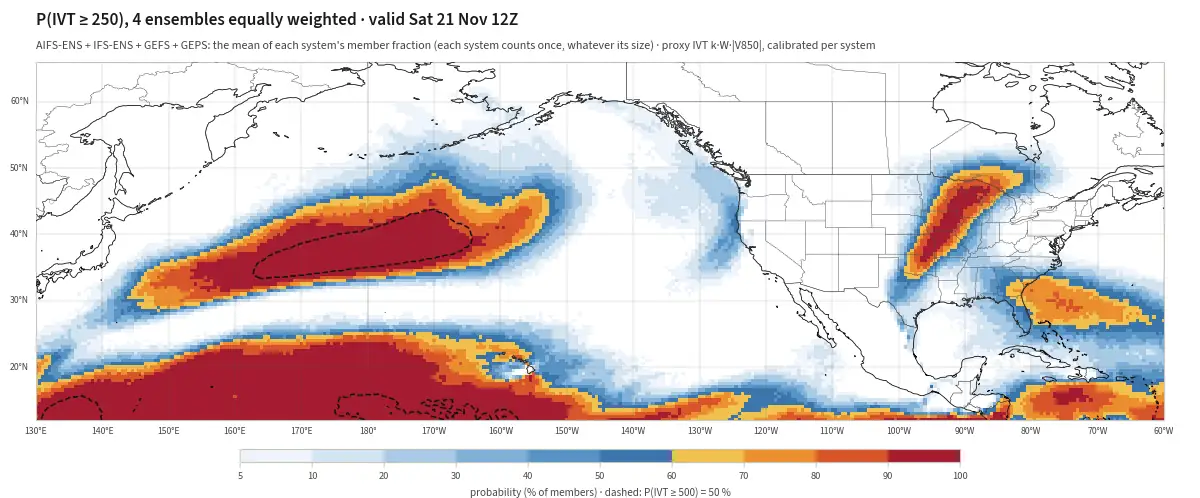 P(IVT ≥ 250), 4 ensembles equally weighted · valid Sat 21 Nov 12Z
AIFS-ENS + IFS-ENS + GEFS + GEPS: the mean of each system's member fraction (each system counts once, whatever its size) · proxy IVT k·W·|V850|, calibrated per system
60°N
50°N
40°N
30°N
20°N
130°E 140°E 150°E 160°E 170°E 180° 170°W 160°W 150°W 140°W 130°W 120°W 110°W 100°W 90°W 80°W 70°W 60°W
5 10 20 30 40 50 60 70 80 90 100
probability (% of members) · dashed: P(IVT ≥ 500) = 50 %